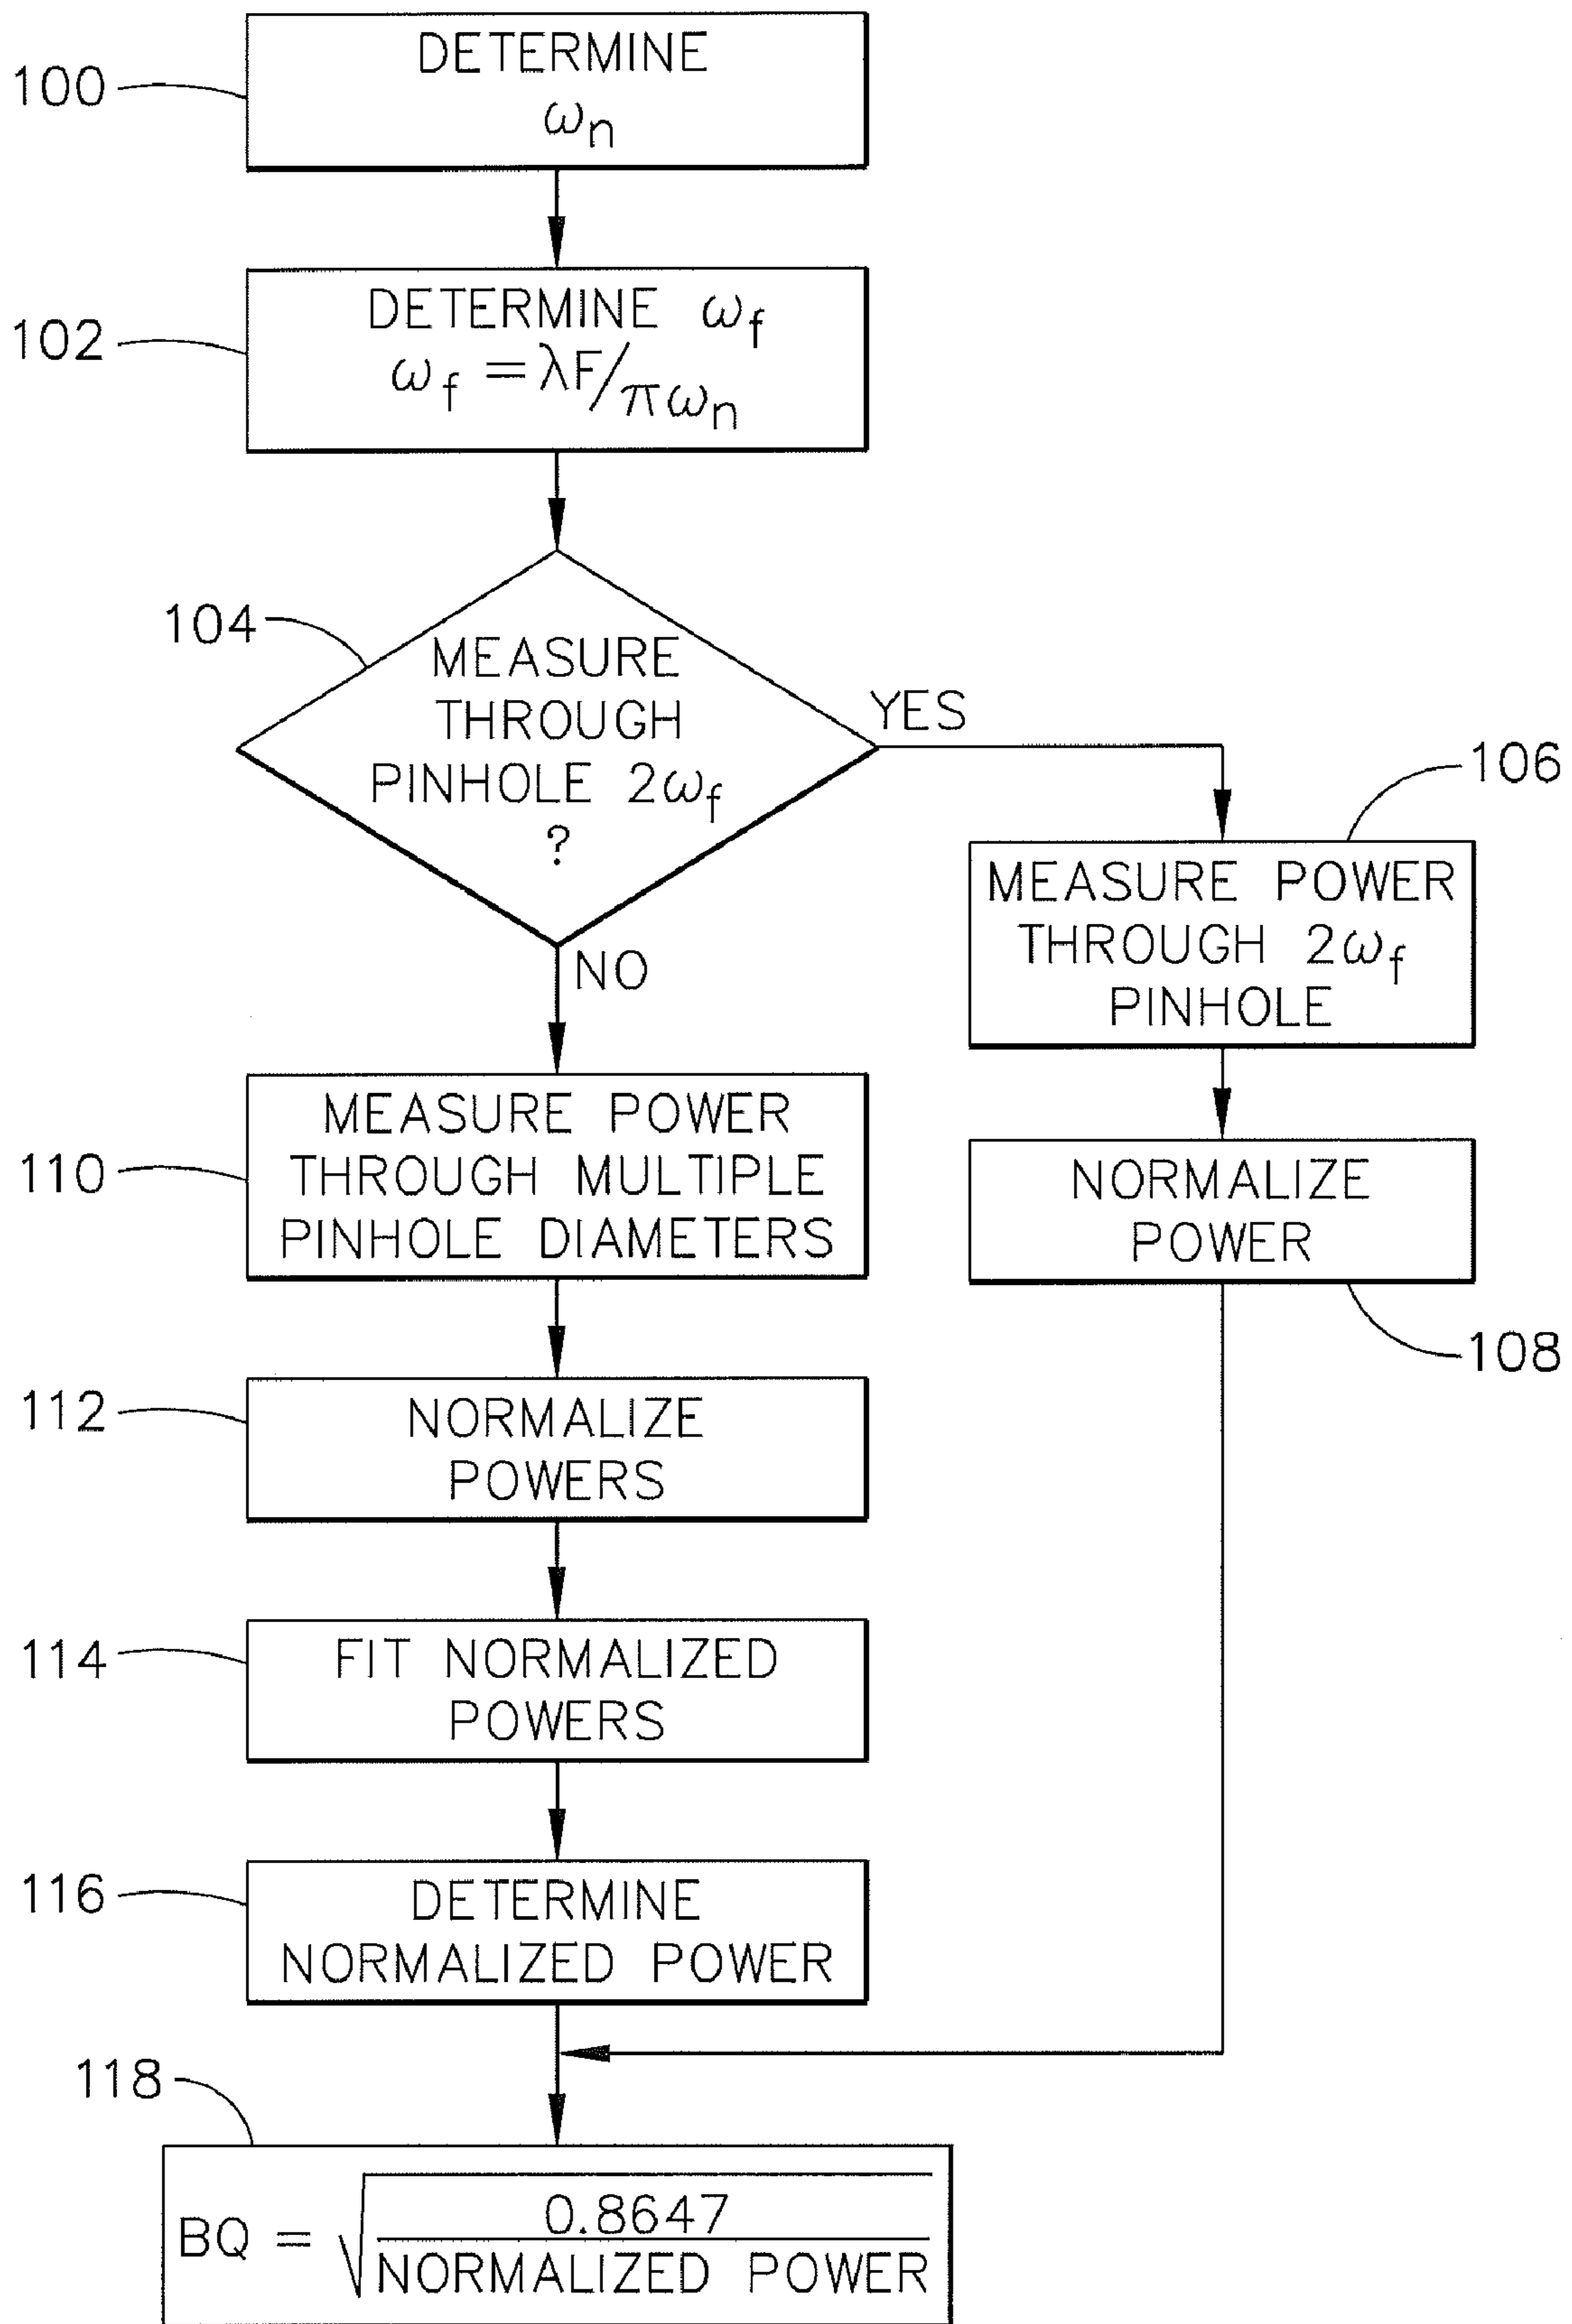 100
DETERMINE
ωn
102
DETERMINE ωf
ωf = λF/πωn
104
MEASURE
THROUGH
PINHOLE 2ωf
?
YES
NO
106
MEASURE POWER
THROUGH 2ωf
PINHOLE
108
NORMALIZE
POWER
110
MEASURE POWER
THROUGH MULTIPLE
PINHOLE DIAMETERS
112
NORMALIZE
POWERS
114
FIT NORMALIZED
POWERS
116
DETERMINE
NORMALIZED POWER
118
BQ = √
0.8647
NORMALIZED POWER